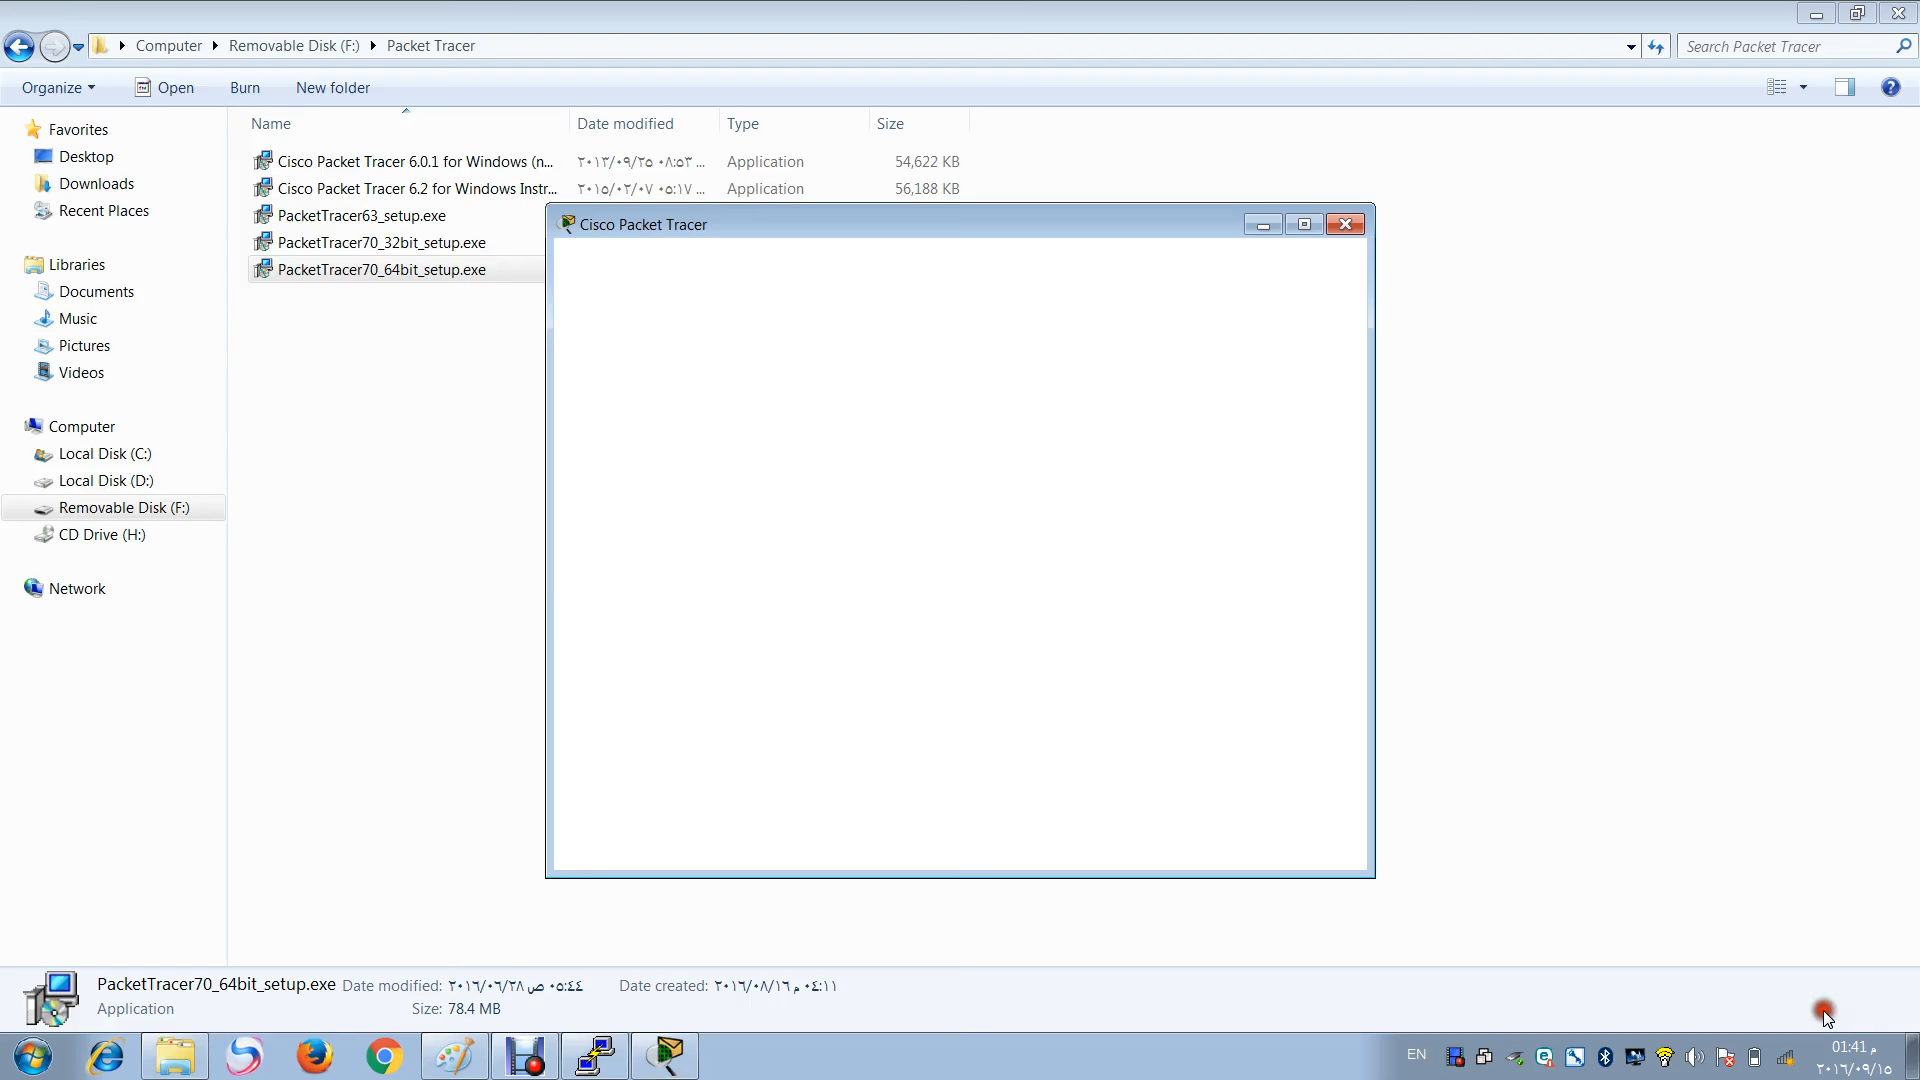 Computer ▸ Removable Disk (F:) ▸ Packet Tracer
Search Packet Tracer
Organize Open Burn New folder
Name Date modified Type Size
Cisco Packet Tracer 6.0.1 for Windows (n... ٢٠١٣/٠٩/٢٥ ٠٨:٥٣ ... Application 54,622 KB
Cisco Packet Tracer 6.2 for Windows Instr... ٢٠١٥/٠٢/٠٧ ٠٥:١٧ ... Application 56,188 KB
PacketTracer63_setup.exe
PacketTracer70_32bit_setup.exe
PacketTracer70_64bit_setup.exe
Favorites
Desktop
Downloads
Recent Places
Libraries
Documents
Music
Pictures
Videos
Computer
Local Disk (C:)
Local Disk (D:)
Removable Disk (F:)
CD Drive (H:)
Network
Cisco Packet Tracer
PacketTracer70_64bit_setup.exe Date modified: ٢٠١٦/٠٦/٢٨ ص ٠٥:٤٤ Date created: ٢٠١٦/٠٨/١٦ م ٠٤:١١
Application Size: 78.4 MB
EN
01:41 م
٢٠١٦/٠٩/١٥